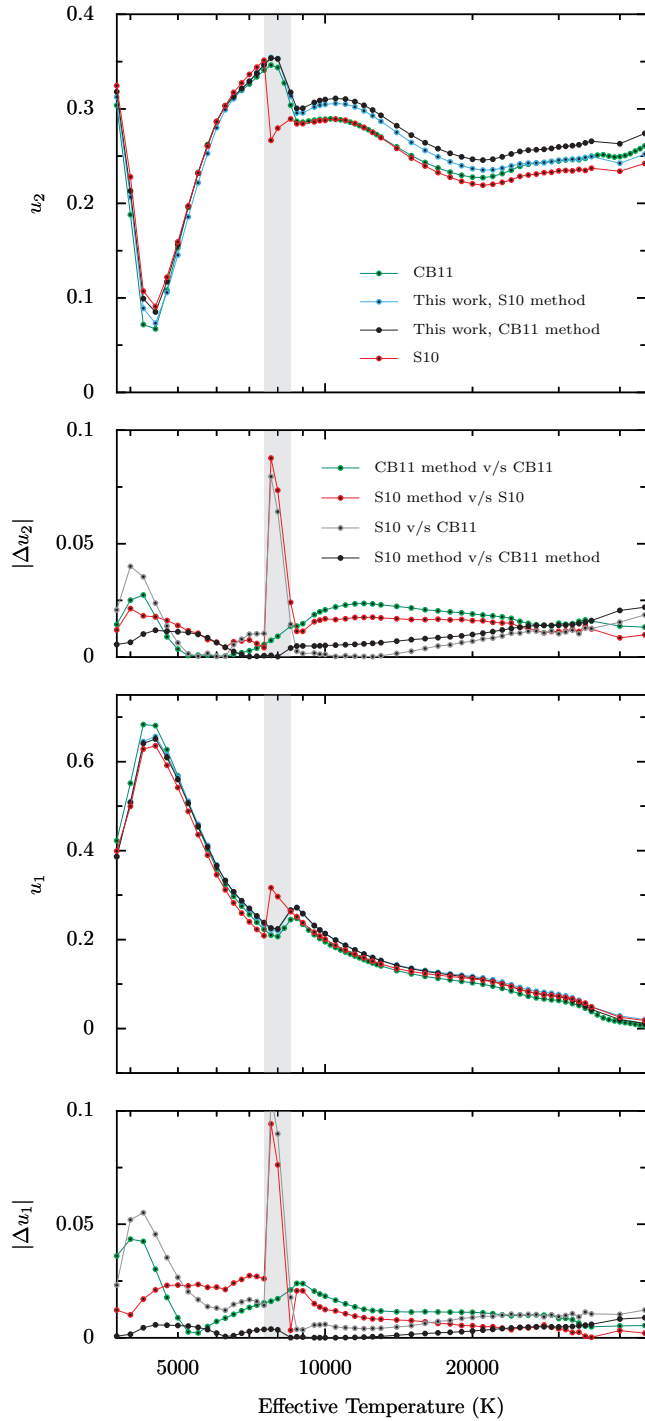 0.4
0.3
u2
0.2
CB11
This work, S10 method
0.1
This work, CB11 method
S10
0
0.1
CB11 method v/s CB11
S10 method v/s S10
|Δu2|
0.05
S10 v/s CB11
S10 method v/s CB11 method
0
0.6
u1
0.4
0.2
0
0.1
|Δu1|
0.05
0
5000 10000 20000
Effective Temperature (K)